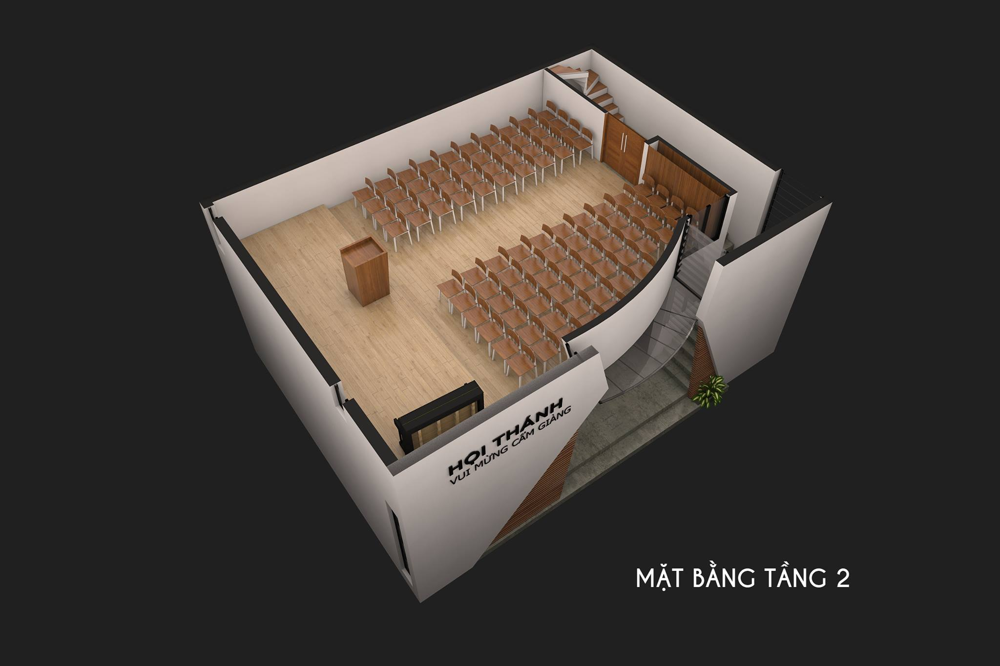 HỘI THÁNH
VUI MỪNG CẨM GIÀNG
MẶT BẰNG TẦNG 2